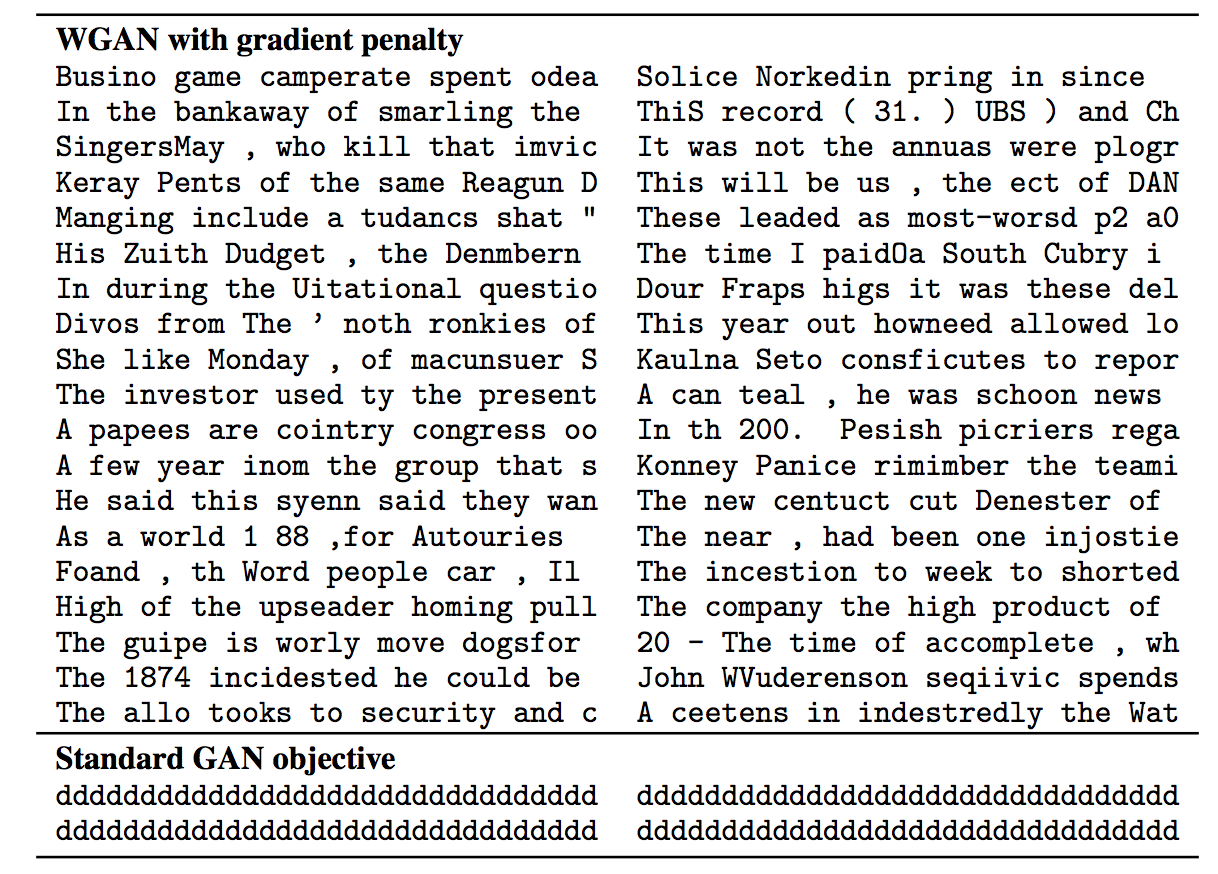 WGAN with gradient penalty
Busino game camperate spent odea
In the bankaway of smarling the
SingersMay , who kill that imvic
Keray Pents of the same Reagun D
Manging include a tudancs shat "
His Zuith Dudget , the Denmbern
In during the Uitational questio
Divos from The ’ noth ronkies of
She like Monday , of macunsuer S
The investor used ty the present
A papees are cointry congress oo
A few year inom the group that s
He said this syenn said they wan
As a world 1 88 ,for Autouries
Foand , th Word people car , Il
High of the upseader homing pull
The guipe is worly move dogsfor
The 1874 incidested he could be
The allo tooks to security and c
Solice Norkedin pring in since
ThiS record ( 31. ) UBS ) and Ch
It was not the annuas were plogr
This will be us , the ect of DAN
These leaded as most-worsd p2 a0
The time I paidOa South Cubry i
Dour Fraps higs it was these del
This year out howneed allowed lo
Kaulna Seto consficutes to repor
A can teal , he was schoon news
In th 200.  Pesish picriers rega
Konney Panice rimimber the teami
The new centuct cut Denester of
The near , had been one injostie
The incestion to week to shorted
The company the high product of
20 - The time of accomplete , wh
John WVuderenson seqiivic spends
A ceetens in indestredly the Wat
Standard GAN objective
dddddddddddddddddddddddddddddddd
dddddddddddddddddddddddddddddddd
dddddddddddddddddddddddddddddddd
dddddddddddddddddddddddddddddddd